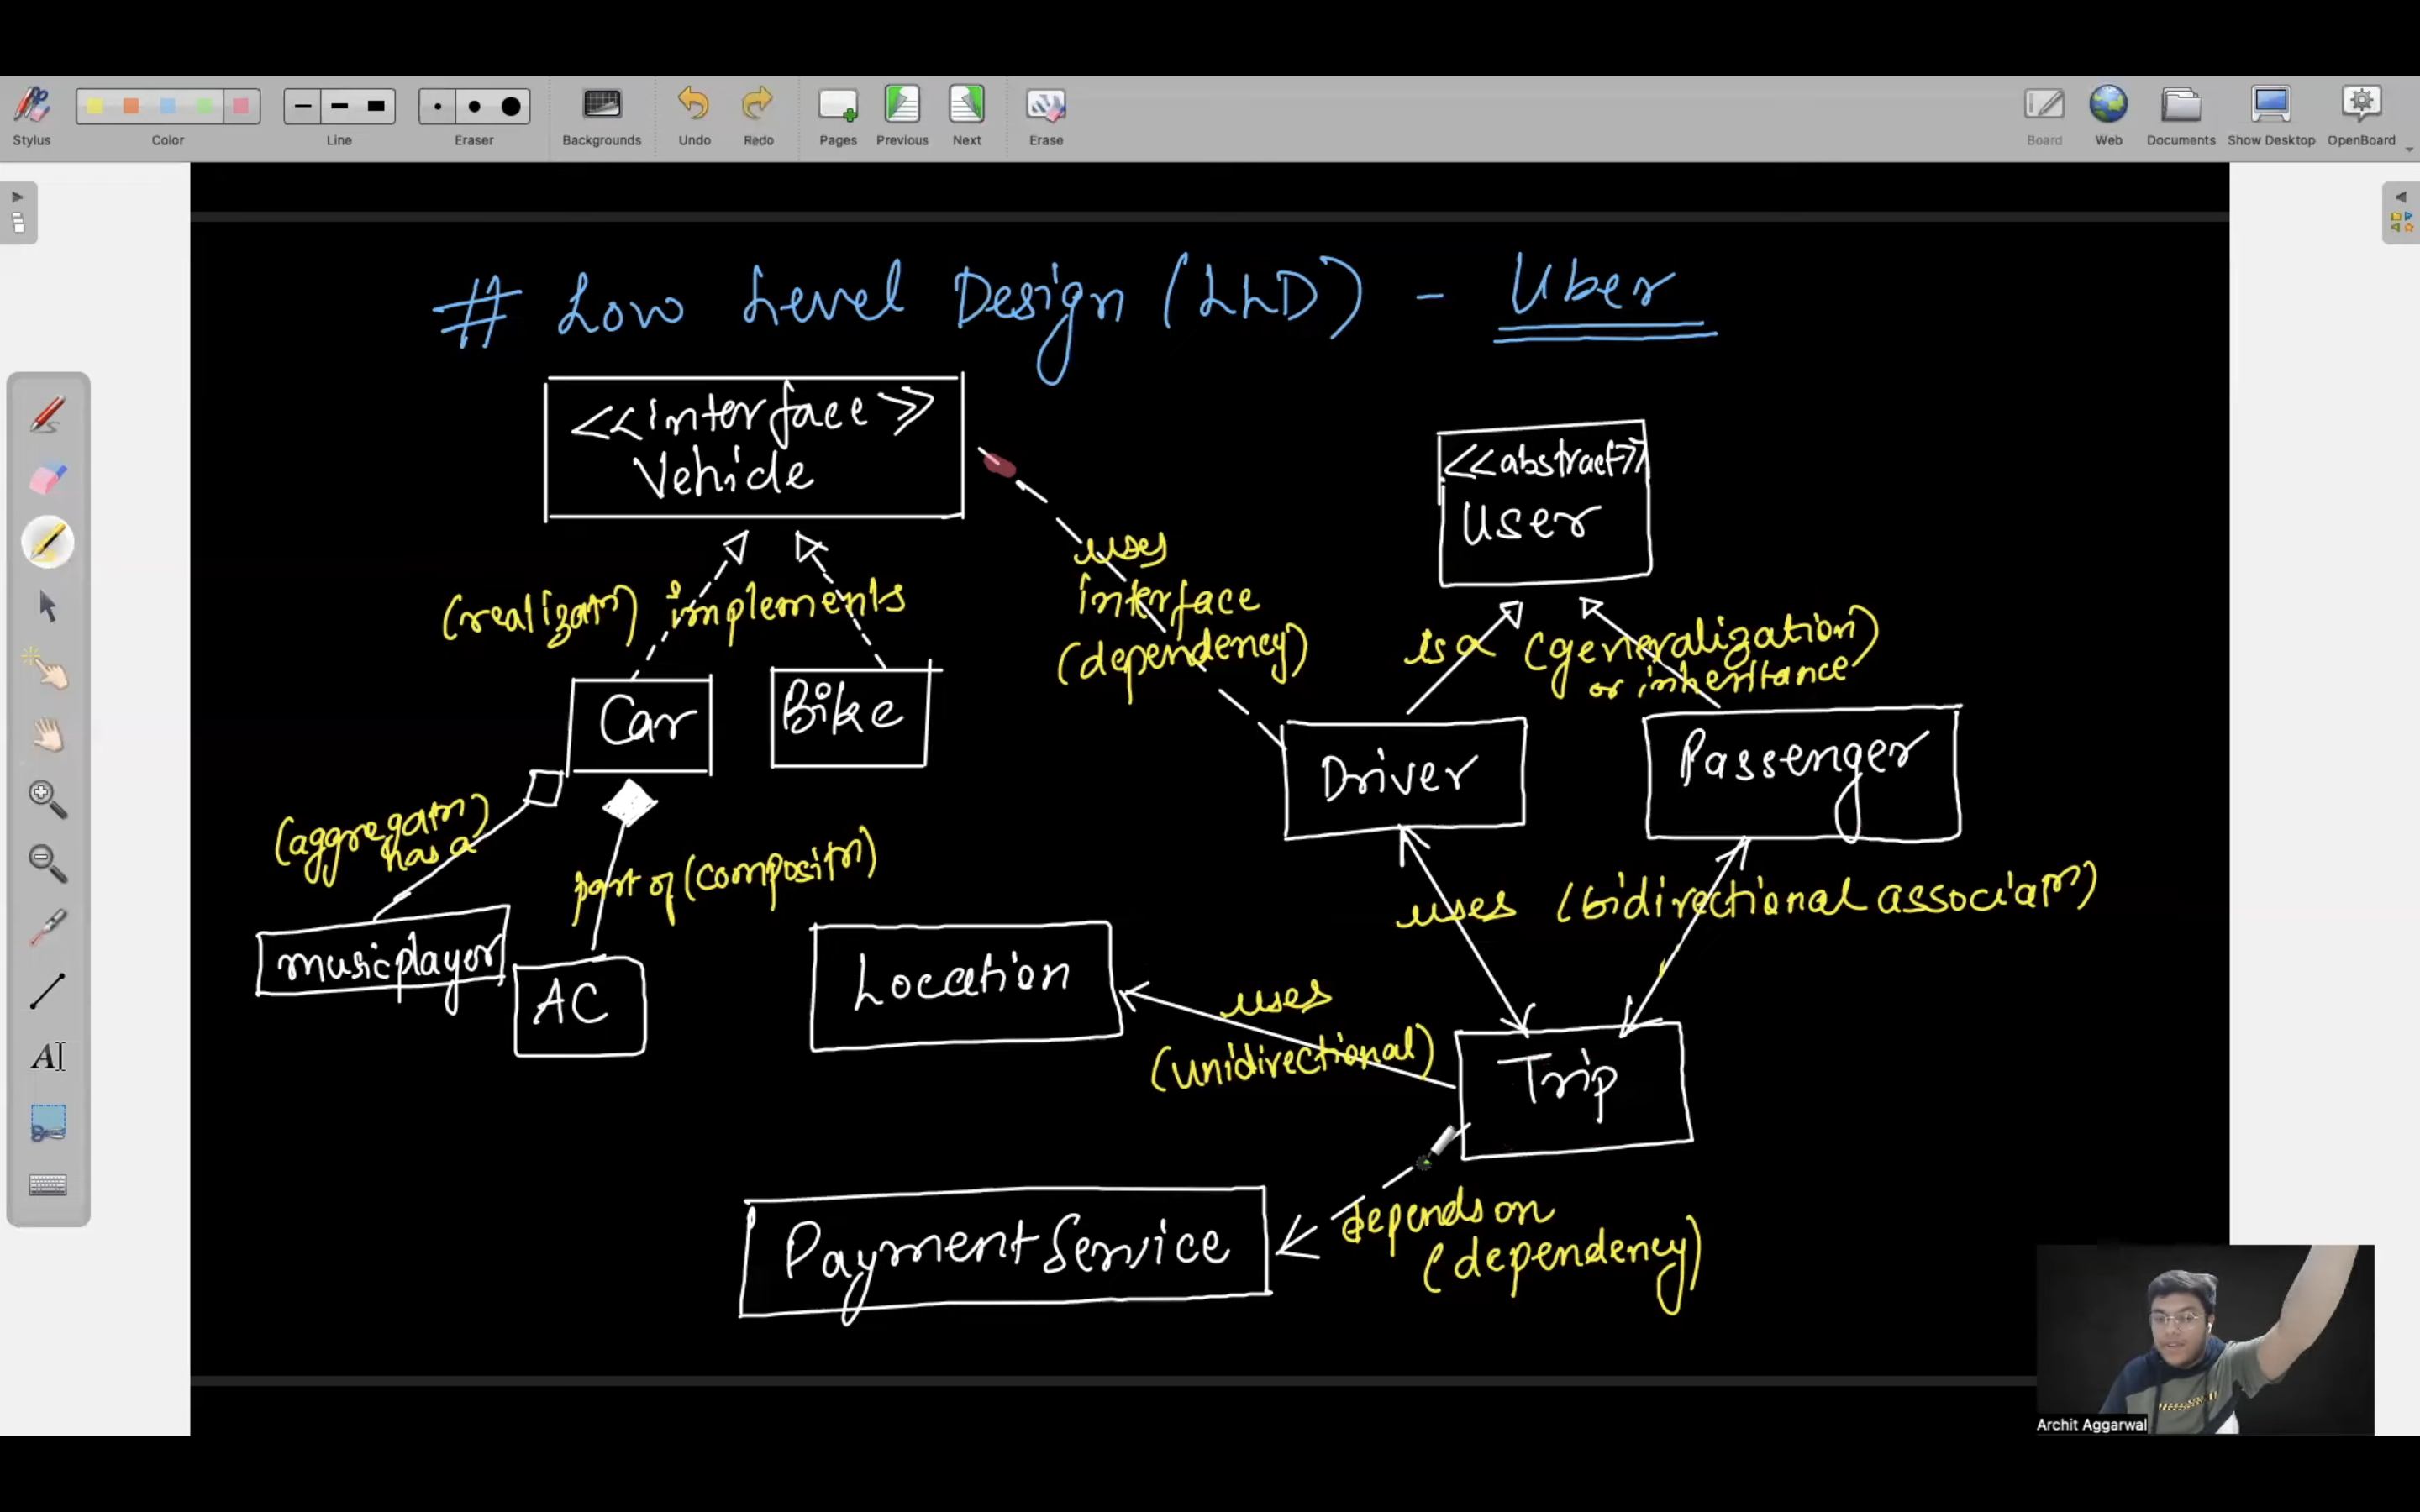 Stylus
Color
Line
Eraser
Backgrounds
Undo
Redo
Pages
Previous
Next
Erase
Board
Web
Documents
Show Desktop
OpenBoard
# Low Level Design (LLD) - Uber
<<interface>>
Vehicle
<<abstract>>
User
uses
interface
(dependency)
(realizatn) implements
is a (generalization)
or inheritance
Car
Bike
Driver
Passenger
(aggregatn)
has a
part of (compositn)
uses (bidirectional associatn)
musicplayer
AC
Location
uses
(unidirectional)
Trip
depends on
(dependency)
PaymentService
A
Archit Aggarwal